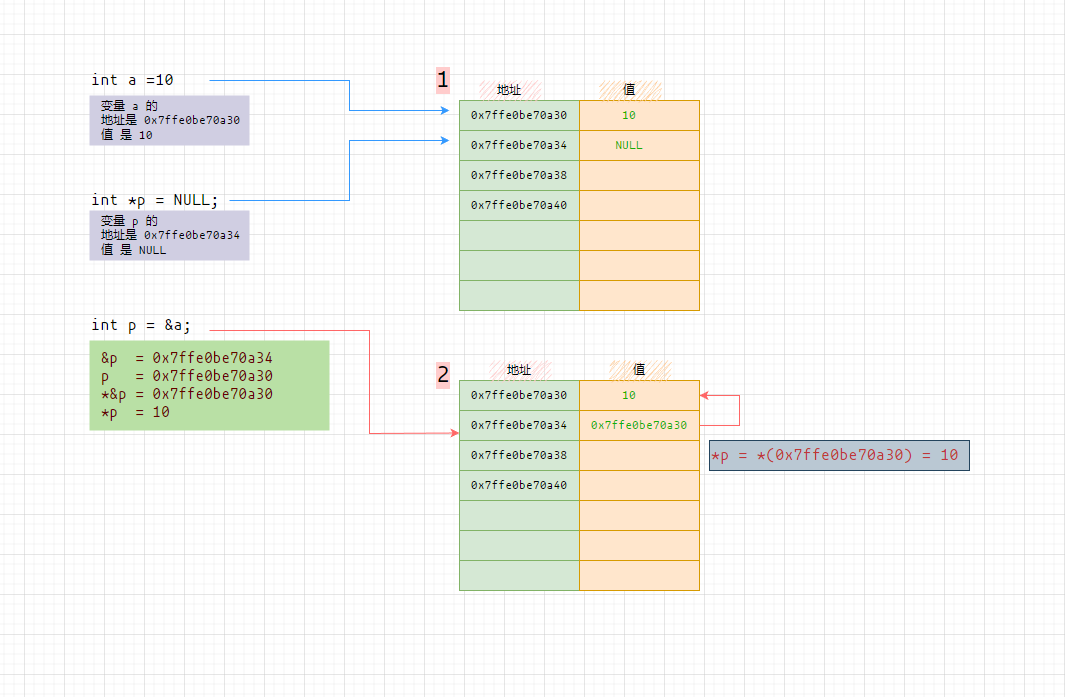 int a =10
变量 a 的
地址是 0x7ffe0be70a30
值 是 10
int *p = NULL;
变量 p 的
地址是 0x7ffe0be70a34
值 是 NULL
1
地址 值
0x7ffe0be70a30 10
0x7ffe0be70a34 NULL
0x7ffe0be70a38
0x7ffe0be70a40
int p = &a;
&p = 0x7ffe0be70a34
p = 0x7ffe0be70a30
*&p = 0x7ffe0be70a30
*p = 10
2
地址 值
0x7ffe0be70a30 10
0x7ffe0be70a34 0x7ffe0be70a30
0x7ffe0be70a38
0x7ffe0be70a40
*p = *(0x7ffe0be70a30) = 10